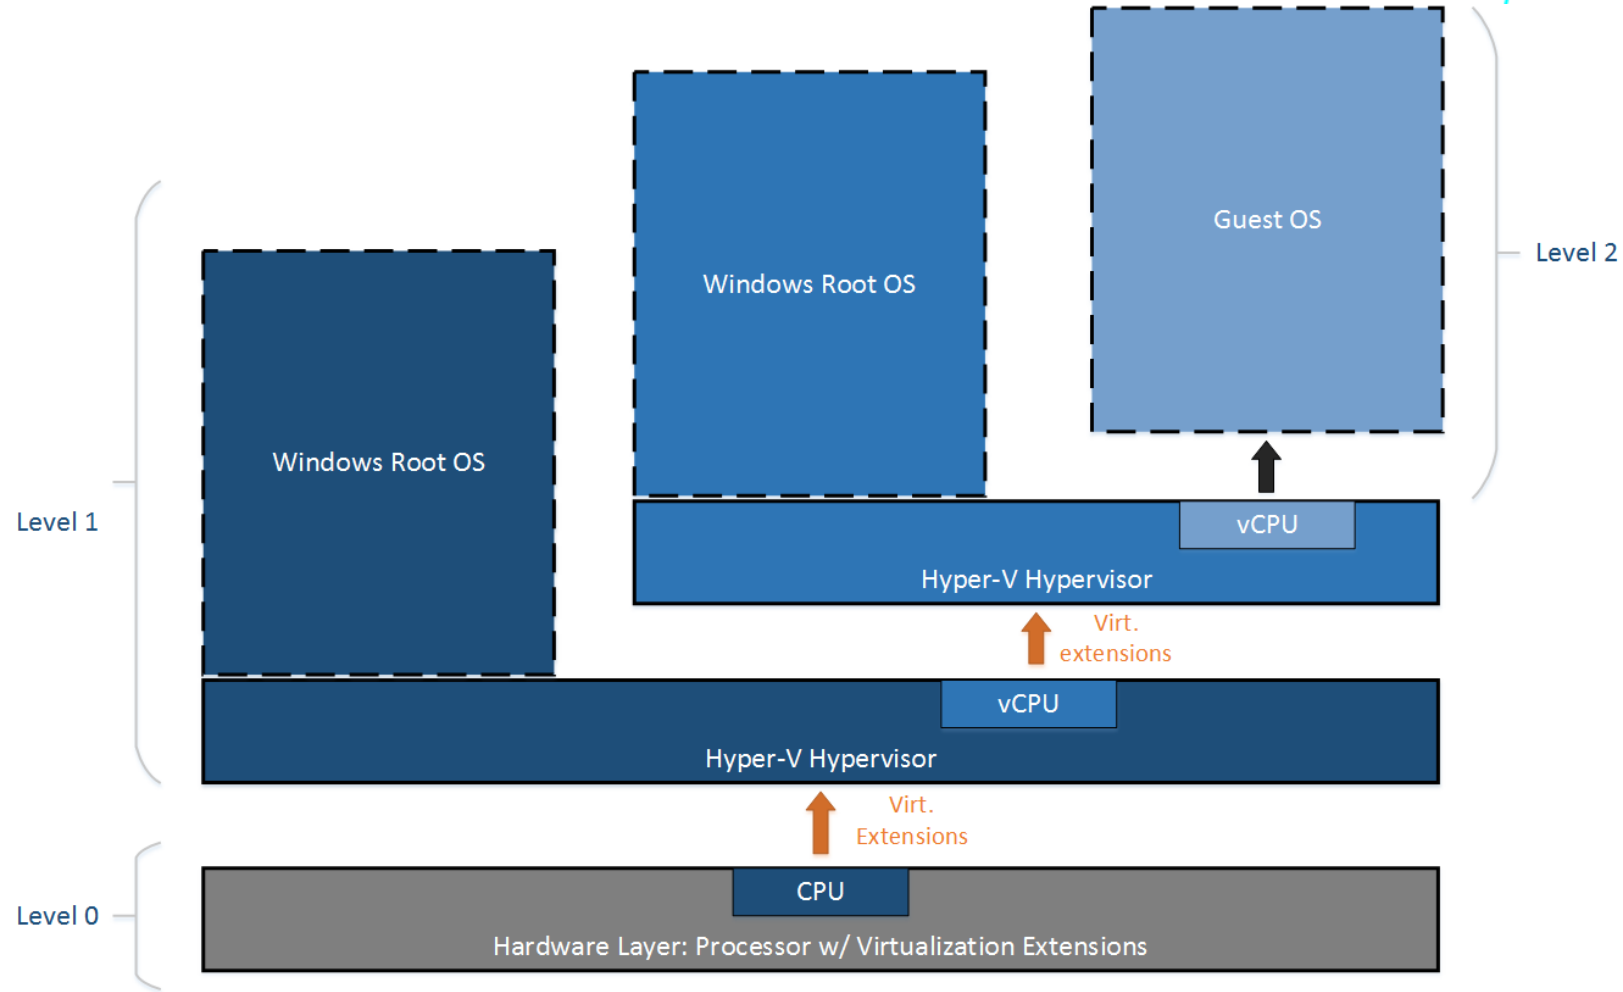 Guest OS
Level 2
Windows Root OS
Windows Root OS
Level 1
vCPU
Hyper-V Hypervisor
Virt.
extensions
vCPU
Hyper-V Hypervisor
Virt.
Extensions
Level 0
CPU
Hardware Layer: Processor w/ Virtualization Extensions